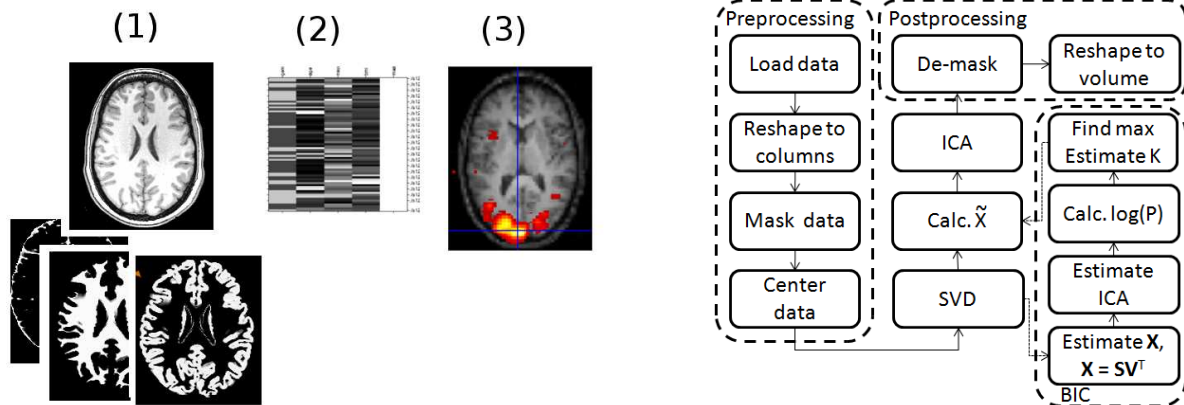 (1)
(2)
(3)
Preprocessing
Load data
Reshape to
columns
Mask data
Center
data
Postprocessing
De-mask
Reshape to
volume
ICA
Calc. X̃
SVD
Find max
Estimate K
Calc. log(P)
Estimate
ICA
Estimate X,
X = SVᵀ
BIC